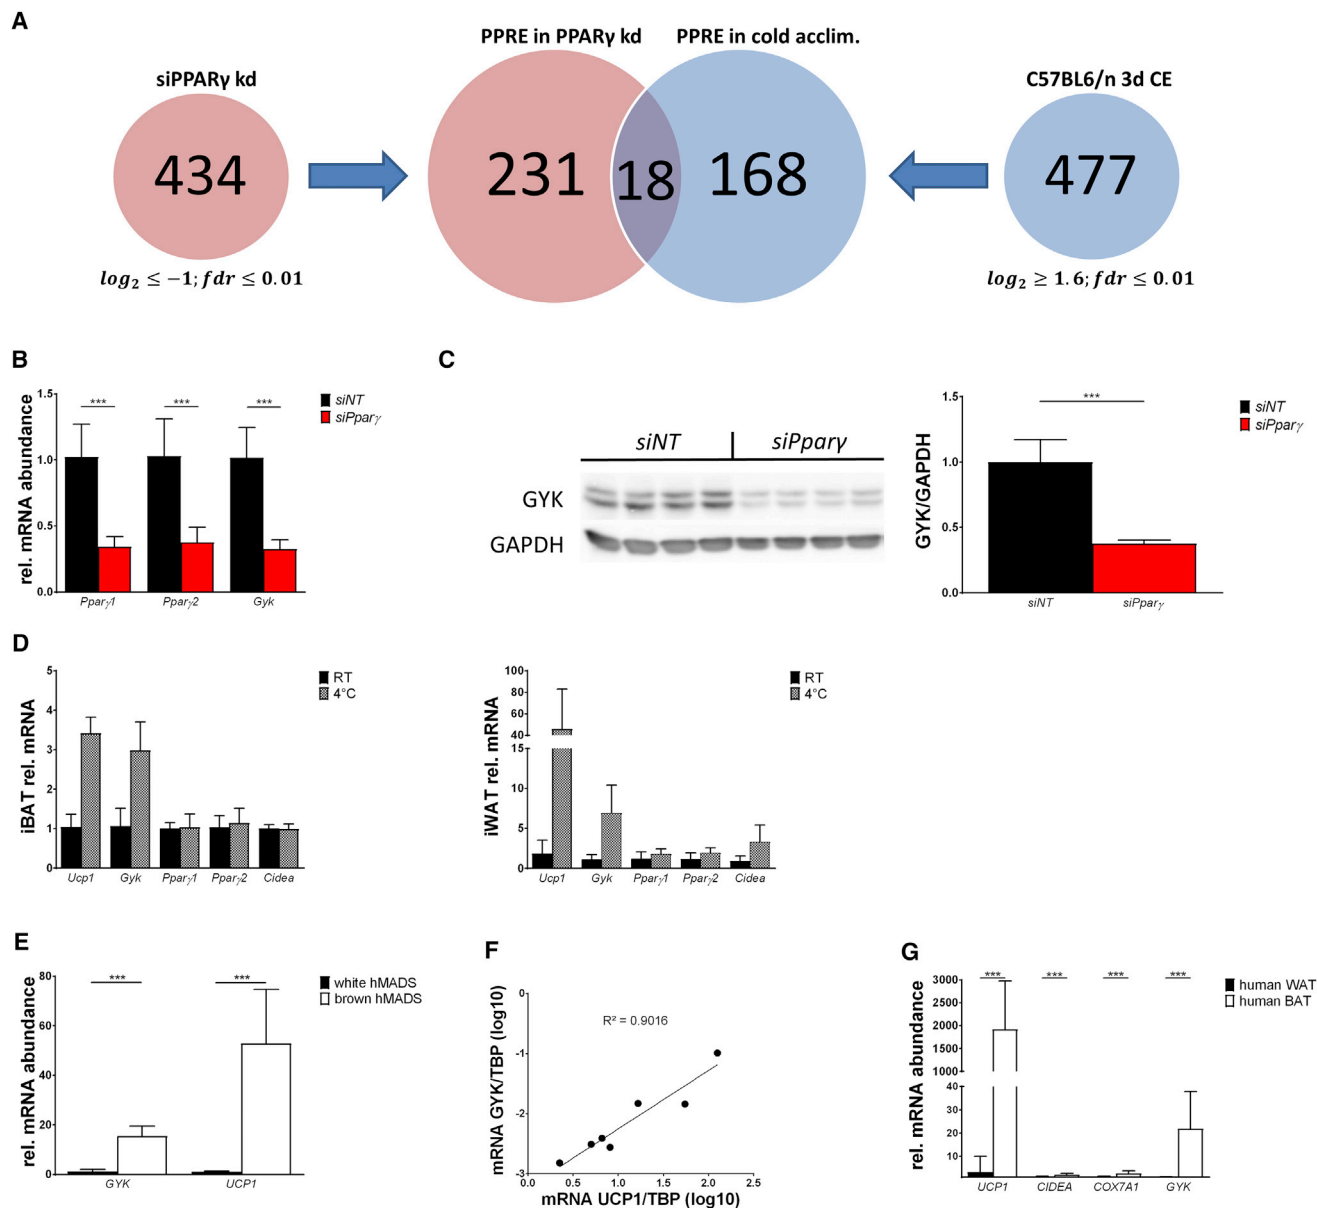 A
siPPARγ kd
PPRE in PPARγ kd
PPRE in cold acclim.
C57BL6/n 3d CE
434
231
18
168
477
log₂ ≤ −1; fdr ≤ 0.01
log₂ ≥ 1.6; fdr ≤ 0.01
B
rel. mRNA abundance
1.5
1.0
0.5
0.0
***
***
***
siNT
siPparγ
Pparγ1
Pparγ2
Gyk
C
siNT
siPparγ
GYK
GAPDH
GYK/GAPDH
1.5
1.0
0.5
0.0
***
siNT
siPparγ
siNT
siPparγ
D
iBAT rel. mRNA
5
4
3
2
1
0
RT
4°C
Ucp1
Gyk
Pparγ1
Pparγ2
Cidea
iWAT rel. mRNA
100
80
60
40
20
15
10
5
0
RT
4°C
Ucp1
Gyk
Pparγ1
Pparγ2
Cidea
E
rel. mRNA abundance
80
60
40
20
0
***
***
white hMADS
brown hMADS
GYK
UCP1
F
mRNA GYK/TBP (log10)
0
-1
-2
-3
R² = 0.9016
0.0
0.5
1.0
1.5
2.0
2.5
mRNA UCP1/TBP (log10)
G
rel. mRNA abundance
3000
2500
2000
1500
1000
40
30
20
10
***
***
***
***
human WAT
human BAT
UCP1
CIDEA
COX7A1
GYK